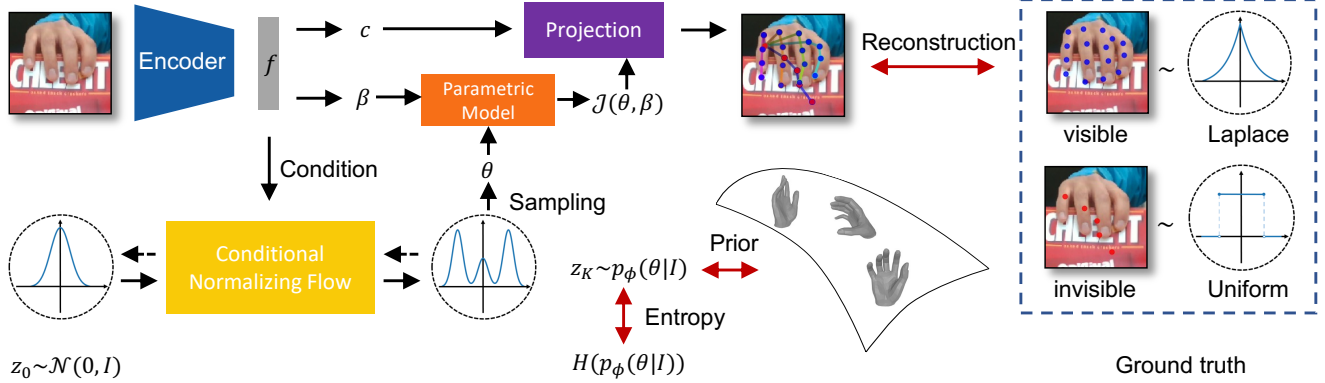 Encoder
f
c
β
Projection
Parametric
Model
𝒥(θ, β)
Reconstruction
visible
~
Laplace
Condition
θ
Sampling
Conditional
Normalizing Flow
Prior
z_K~p_ϕ(θ|I)
Entropy
H(p_ϕ(θ|I))
z_0~𝒩(0, I)
invisible
~
Uniform
Ground truth